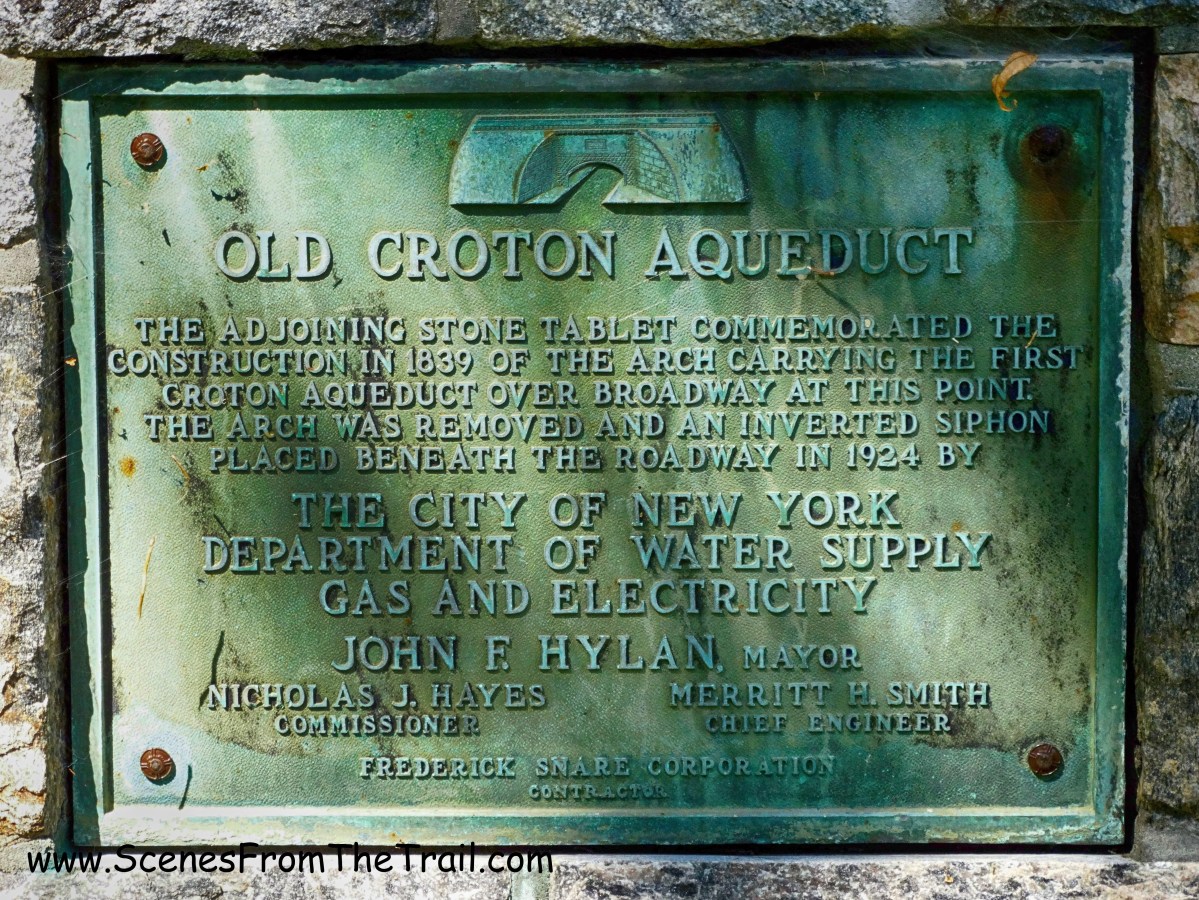 OLD CROTON AQUEDUCT
THE ADJOINING STONE TABLET COMMEMORATED THE
CONSTRUCTION IN 1839 OF THE ARCH CARRYING THE FIRST
CROTON AQUEDUCT OVER BROADWAY AT THIS POINT.
THE ARCH WAS REMOVED AND AN INVERTED SIPHON
PLACED BENEATH THE ROADWAY IN 1924 BY
THE CITY OF NEW YORK
DEPARTMENT OF WATER SUPPLY
GAS AND ELECTRICITY
JOHN F. HYLAN, MAYOR
NICHOLAS J. HAYES MERRITT H. SMITH
COMMISSIONER CHIEF ENGINEER
FREDERICK SNARE CORPORATION
CONTRACTOR
www.ScenesFromTheTrail.com